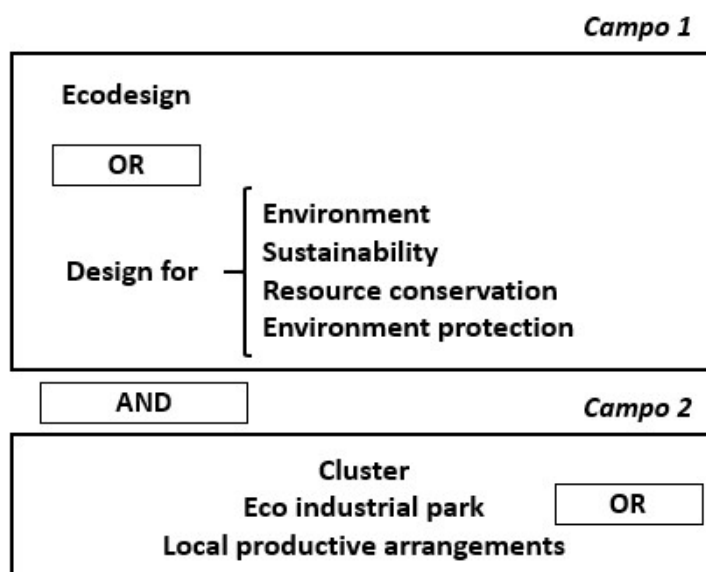 Campo 1
Ecodesign
OR
Environment
Sustainability
Design for
Resource conservation
Environment protection
AND
Campo 2
Cluster
Eco industrial park
OR
Local productive arrangements